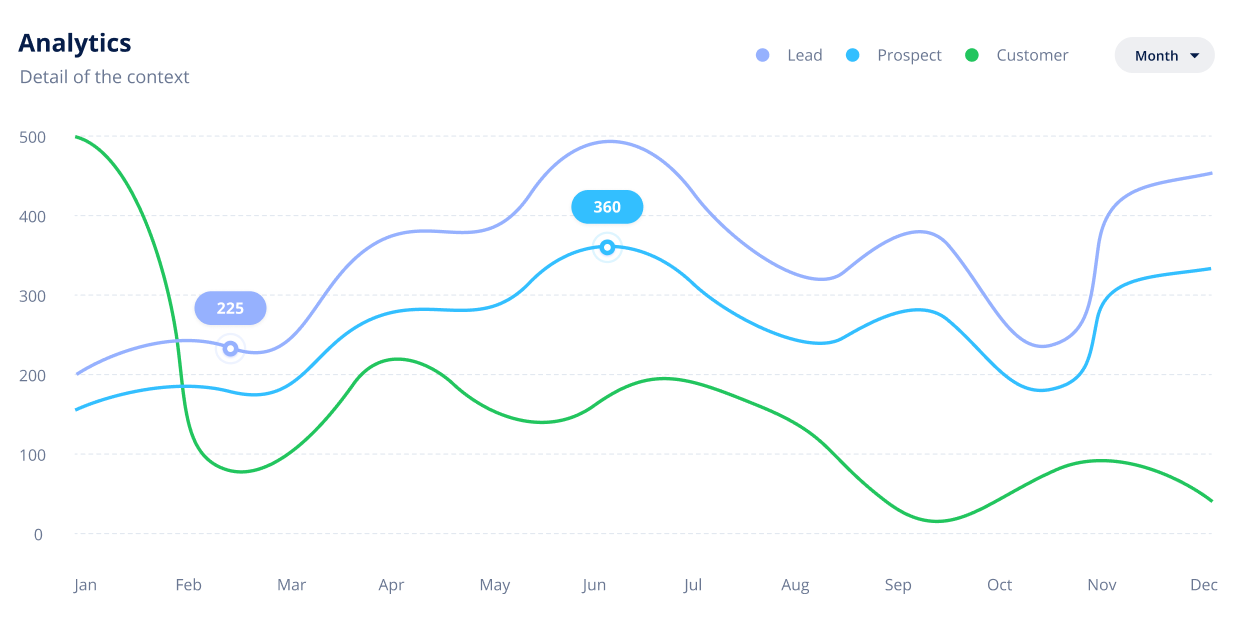 Analytics
Detail of the context
Lead Prospect Customer Month
500
400
360
300
225
200
100
0
Jan Feb Mar Apr May Jun Jul Aug Sep Oct Nov Dec